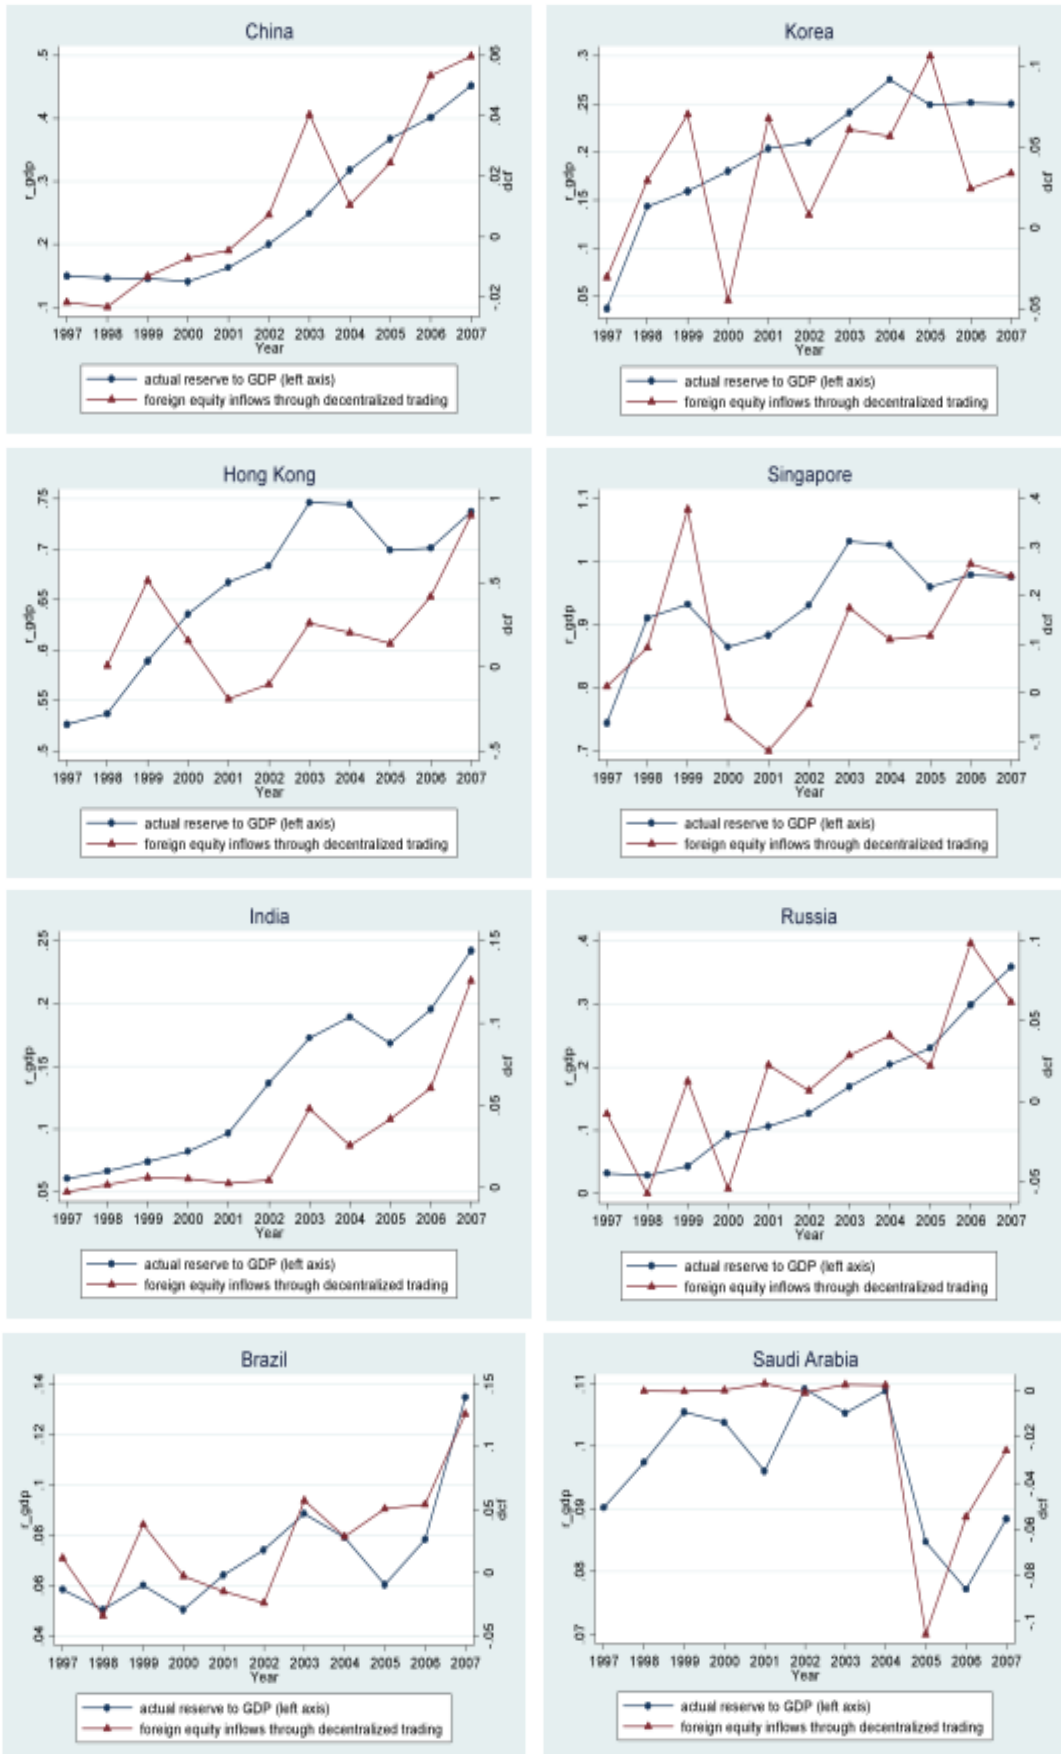 China
.5
.4
.3
.2
.1
r_gdp
.06
.04
.02
0
-.02
dcf
1997 1998 1999 2000 2001 2002 2003 2004 2005 2006 2007
Year
actual reserve to GDP (left axis)
foreign equity inflows through decentralized trading
Korea
.3
.25
.2
.15
.1
.05
r_gdp
.1
.05
0
-.05
dcf
1997 1998 1999 2000 2001 2002 2003 2004 2005 2006 2007
Year
actual reserve to GDP (left axis)
foreign equity inflows through decentralized trading
Hong Kong
.75
.7
.65
.6
.55
.5
r_gdp
1
.5
0
-.5
dcf
1997 1998 1999 2000 2001 2002 2003 2004 2005 2006 2007
Year
actual reserve to GDP (left axis)
foreign equity inflows through decentralized trading
Singapore
1.1
1
.9
.8
.7
r_gdp
.4
.3
.2
.1
0
-.1
dcf
1997 1998 1999 2000 2001 2002 2003 2004 2005 2006 2007
Year
actual reserve to GDP (left axis)
foreign equity inflows through decentralized trading
India
.25
.2
.15
.1
.05
r_gdp
.15
.1
.05
0
dcf
1997 1998 1999 2000 2001 2002 2003 2004 2005 2006 2007
Year
actual reserve to GDP (left axis)
foreign equity inflows through decentralized trading
Russia
.4
.3
.2
.1
0
r_gdp
.1
.05
0
-.05
dcf
1997 1998 1999 2000 2001 2002 2003 2004 2005 2006 2007
Year
actual reserve to GDP (left axis)
foreign equity inflows through decentralized trading
Brazil
.14
.12
.1
.08
.06
.04
r_gdp
.15
.1
.05
0
-.05
dcf
1997 1998 1999 2000 2001 2002 2003 2004 2005 2006 2007
Year
actual reserve to GDP (left axis)
foreign equity inflows through decentralized trading
Saudi Arabia
.11
.1
.09
.08
.07
r_gdp
0
-.02
-.04
-.06
-.08
-.1
dcf
1997 1998 1999 2000 2001 2002 2003 2004 2005 2006 2007
Year
actual reserve to GDP (left axis)
foreign equity inflows through decentralized trading